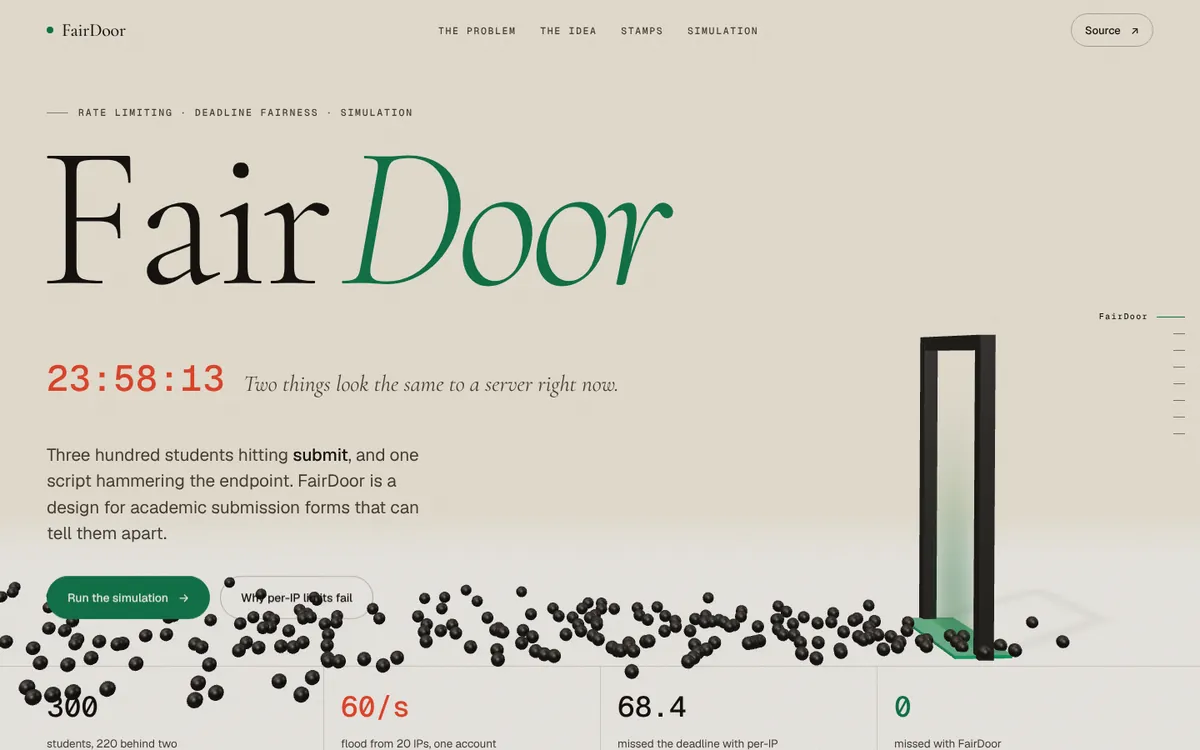 FairDoor
THE PROBLEM THE IDEA STAMPS SIMULATION
Source ↗
RATE LIMITING · DEADLINE FAIRNESS · SIMULATION
FairDoor
FairDoor
23:58:13 Two things look the same to a server right now.
Three hundred students hitting submit, and one
script hammering the endpoint. FairDoor is a
design for academic submission forms that can
tell them apart.
Run the simulation →
Why per-IP limits fail
300
students, 220 behind two
60/s
flood from 20 IPs, one account
68.4
missed the deadline with per-IP
0
missed with FairDoor